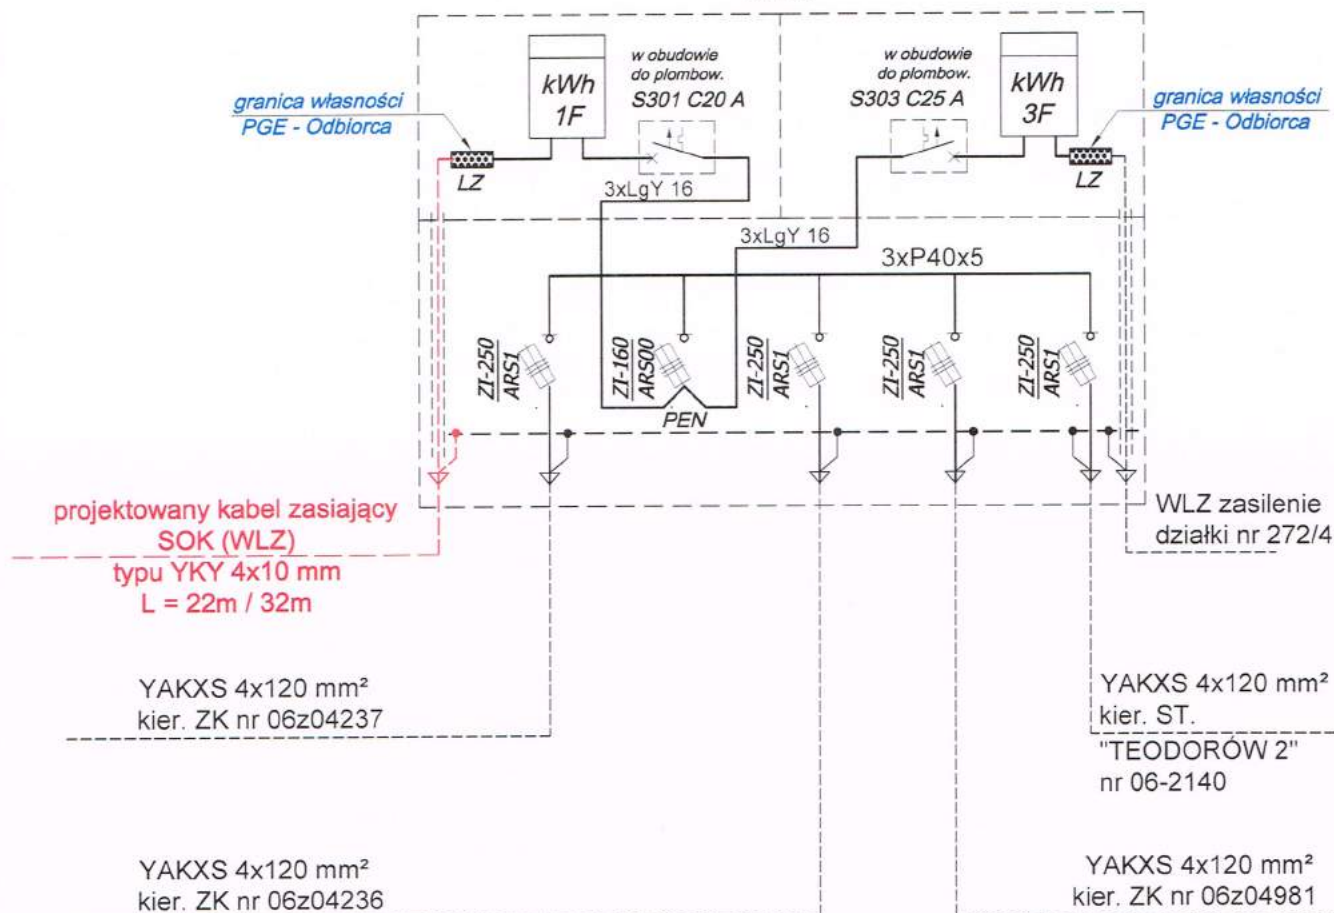 w obudowie
do plombow.
S301 C20 A
w obudowie
do plombow.
S303 C25 A
kWh
1F
kWh
3F
granica własności
PGE - Odbiorca
granica własności
PGE - Odbiorca
LZ
LZ
3xLgY 16
3xLgY 16
3xP40x5
ZI-250
ARS1
ZI-160
ARS00
ZI-250
ARS1
ZI-250
ARS1
ZI-250
ARS1
PEN
projektowany kabel zasiający
SOK (WLZ)
typu YKY 4x10 mm
L = 22m / 32m
WLZ zasilenie
działki nr 272/4
YAKXS 4x120 mm²
kier. ZK nr 06z04237
YAKXS 4x120 mm²
kier. ST.
"TEODORÓW 2"
nr 06-2140
YAKXS 4x120 mm²
kier. ZK nr 06z04236
YAKXS 4x120 mm²
kier. ZK nr 06z04981